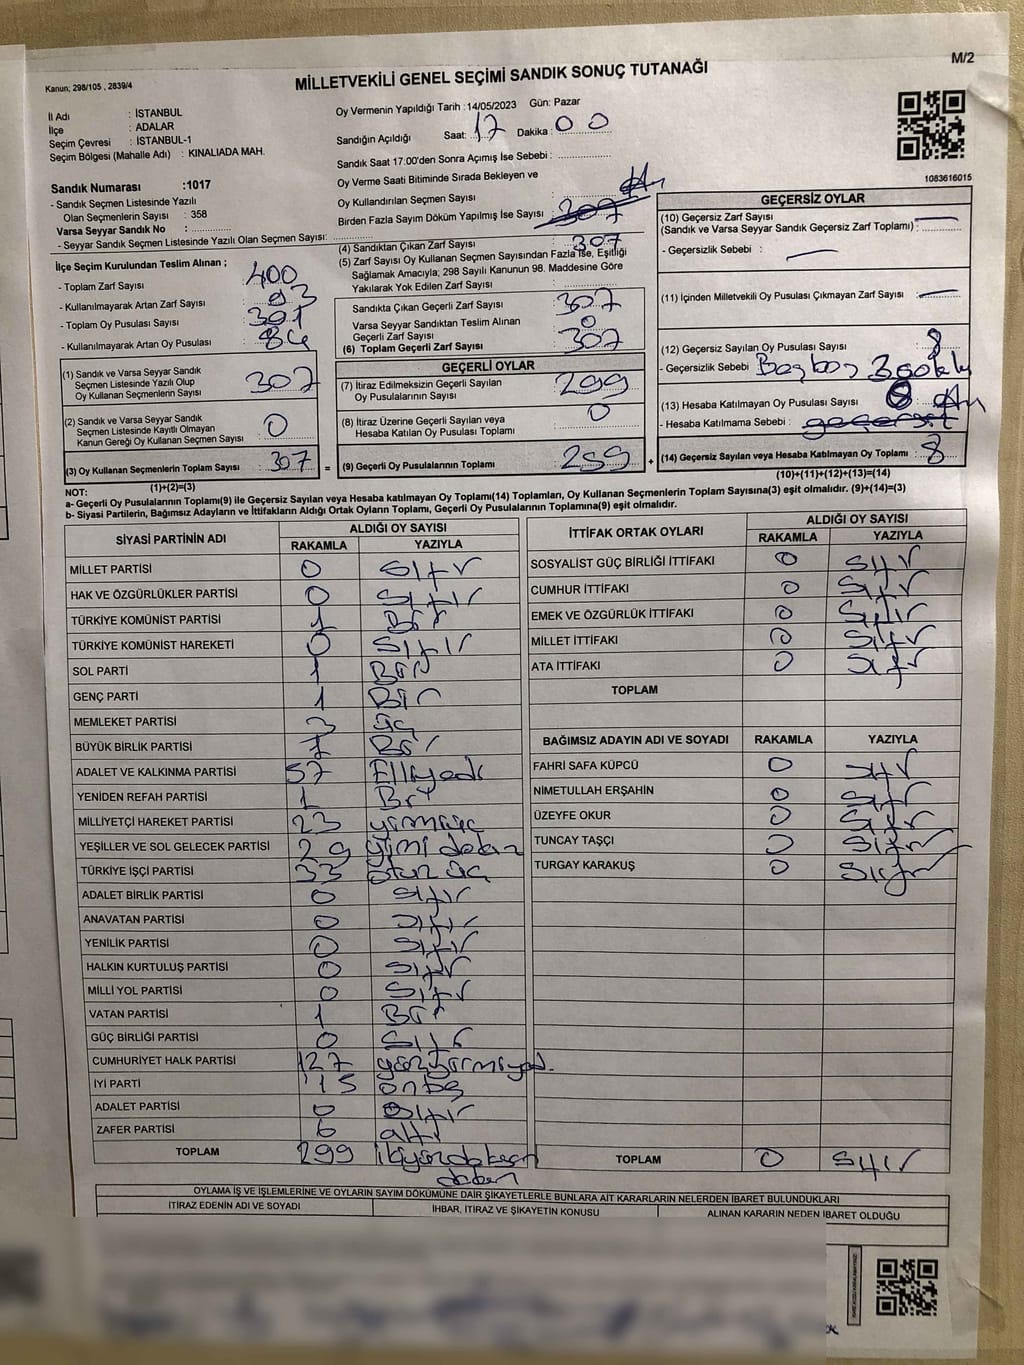 M/2
Kanun; 298/105 , 2839/4
MİLLETVEKİLİ GENEL SEÇİMİ SANDIK SONUÇ TUTANAĞI
İl Adı : İSTANBUL
İlçe : ADALAR
Seçim Çevresi : İSTANBUL-1
Seçim Bölgesi (Mahalle Adı) : KINALIADA MAH.
Oy Vermenin Yapıldığı Tarih :14/05/2023 Gün: Pazar
Sandığın Açıldığı Saat: 17 Dakika : 00
Sandık Saat 17:00'den Sonra Açımış İse Sebebi :
Oy Verme Saati Bitiminde Sırada Bekleyen ve
Oy Kullandırılan Seçmen Sayısı
Birden Fazla Sayım Döküm Yapılmış İse Sayısı 307
1083616015
Sandık Numarası :1017
- Sandık Seçmen Listesinde Yazılı
Olan Seçmenlerin Sayısı : 358
Varsa Seyyar Sandık No :
- Seyyar Sandık Seçmen Listesinde Yazılı Olan Seçmen Sayısı:
(4) Sandıktan Çıkan Zarf Sayısı 307
(5) Zarf Sayısı Oy Kullanan Seçmen Sayısından Fazla İse, Eşitliği
Sağlamak Amacıyla; 298 Sayılı Kanunun 98. Maddesine Göre
Yakılarak Yok Edilen Zarf Sayısı
İlçe Seçim Kurulundan Teslim Alınan ;
- Toplam Zarf Sayısı 400
- Kullanılmayarak Artan Zarf Sayısı 93
- Toplam Oy Pusulası Sayısı
- Kullanılmayarak Artan Oy Pusulası
Sandıkta Çıkan Geçerli Zarf Sayısı 307
Varsa Seyyar Sandıktan Teslim Alınan
Geçerli Zarf Sayısı 0
(6) Toplam Geçerli Zarf Sayısı 307
GEÇERSİZ OYLAR
(10) Geçersiz Zarf Sayısı —
(Sandık ve Varsa Seyyar Sandık Geçersiz Zarf Toplamı) :
- Geçersizlik Sebebi : —
(11) İçinden Milletvekili Oy Pusulası Çıkmayan Zarf Sayısı —
(12) Geçersiz Sayılan Oy Pusulası Sayısı 8
- Geçersizlik Sebebi
(13) Hesaba Katılmayan Oy Pusulası Sayısı
- Hesaba Katılmama Sebebi : geçersiz
(14) Geçersiz Sayılan veya Hesaba Katılmayan Oy Toplamı : 8
(10)+(11)+(12)+(13)=(14)
(1) Sandık ve Varsa Seyyar Sandık
Seçmen Listesinde Yazılı Olup
Oy Kullanan Seçmenlerin Sayısı 307
(2) Sandık ve Varsa Seyyar Sandık
Seçmen Listesinde Kayıtlı Olmayan
Kanun Gereği Oy Kullanan Seçmen Sayısı 0
(3) Oy Kullanan Seçmenlerin Toplam Sayısı : 307 =
(1)+(2)=(3)
GEÇERLİ OYLAR
(7) İtiraz Edilmeksizin Geçerli Sayılan
Oy Pusulalarının Sayısı 299
(8) İtiraz Üzerine Geçerli Sayılan veya
Hesaba Katılan Oy Pusulası Toplamı 0
(9) Geçerli Oy Pusulalarının Toplamı 299 +
NOT:
a- Geçerli Oy Pusulalarının Toplamı(9) ile Geçersiz Sayılan veya Hesaba katılmayan Oy Toplamı(14) Toplamları, Oy Kullanan Seçmenlerin Toplam Sayısına(3) eşit olmalıdır. (9)+(14)=(3)
b- Siyasi Partilerin, Bağımsız Adayların ve İttifakların Aldığı Ortak Oyların Toplamı, Geçerli Oy Pusulalarının Toplamına(9) eşit olmalıdır.
SİYASİ PARTİNİN ADI ALDIĞI OY SAYISI
RAKAMLA YAZIYLA
MİLLET PARTİSİ 0 sıfır
HAK VE ÖZGÜRLÜKLER PARTİSİ 0 sıfır
TÜRKİYE KOMÜNİST PARTİSİ 1 Bir
TÜRKİYE KOMÜNİST HAREKETİ 0 sıfır
SOL PARTİ 1 Bir
GENÇ PARTİ 1 Bir
MEMLEKET PARTİSİ 3 üç
BÜYÜK BİRLİK PARTİSİ 1 Bir
ADALET VE KALKINMA PARTİSİ 57 Elliyedi
YENİDEN REFAH PARTİSİ 1 Bir
MİLLİYETÇİ HAREKET PARTİSİ 23 yirmiüç
YEŞİLLER VE SOL GELECEK PARTİSİ 29
TÜRKİYE İŞÇİ PARTİSİ 33 otuz üç
ADALET BİRLİK PARTİSİ 0 sıfır
ANAVATAN PARTİSİ 0 sıfır
YENİLİK PARTİSİ 0 sıfır
HALKIN KURTULUŞ PARTİSİ 0 sıfır
MİLLİ YOL PARTİSİ 0 sıfır
VATAN PARTİSİ 1 Bir
GÜÇ BİRLİĞİ PARTİSİ 0 sıfır
CUMHURİYET HALK PARTİSİ 127 yüzyirmiyed.
İYİ PARTİ 15 onbeş
ADALET PARTİSİ 0 sıfır
ZAFER PARTİSİ 6 altı
TOPLAM 299
İTTİFAK ORTAK OYLARI ALDIĞI OY SAYISI
RAKAMLA YAZIYLA
SOSYALİST GÜÇ BİRLİĞİ İTTİFAKI 0 sıfır
CUMHUR İTTİFAKI 0 sıfır
EMEK VE ÖZGÜRLÜK İTTİFAKI 0 sıfır
MİLLET İTTİFAKI 0 sıfır
ATA İTTİFAKI 0 sıfır
TOPLAM
BAĞIMSIZ ADAYIN ADI VE SOYADI RAKAMLA YAZIYLA
FAHRİ SAFA KÜPCÜ 0 sıfır
NİMETULLAH ERŞAHİN 0 sıfır
ÜZEYFE OKUR 0 sıfır
TUNCAY TAŞÇI 0 sıfır
TURGAY KARAKUŞ 0 sıfır
TOPLAM 0 sıfır
OYLAMA İŞ VE İŞLEMLERİNE VE OYLARIN SAYIM DÖKÜMÜNE DAİR ŞİKAYETLERLE BUNLARA AİT KARARLARIN NELERDEN İBARET BULUNDUKLARI
İTİRAZ EDENİN ADI VE SOYADI
İHBAR, İTİRAZ VE ŞİKAYETİN KONUSU
ALINAN KARARIN NEDEN İBARET OLDUĞU